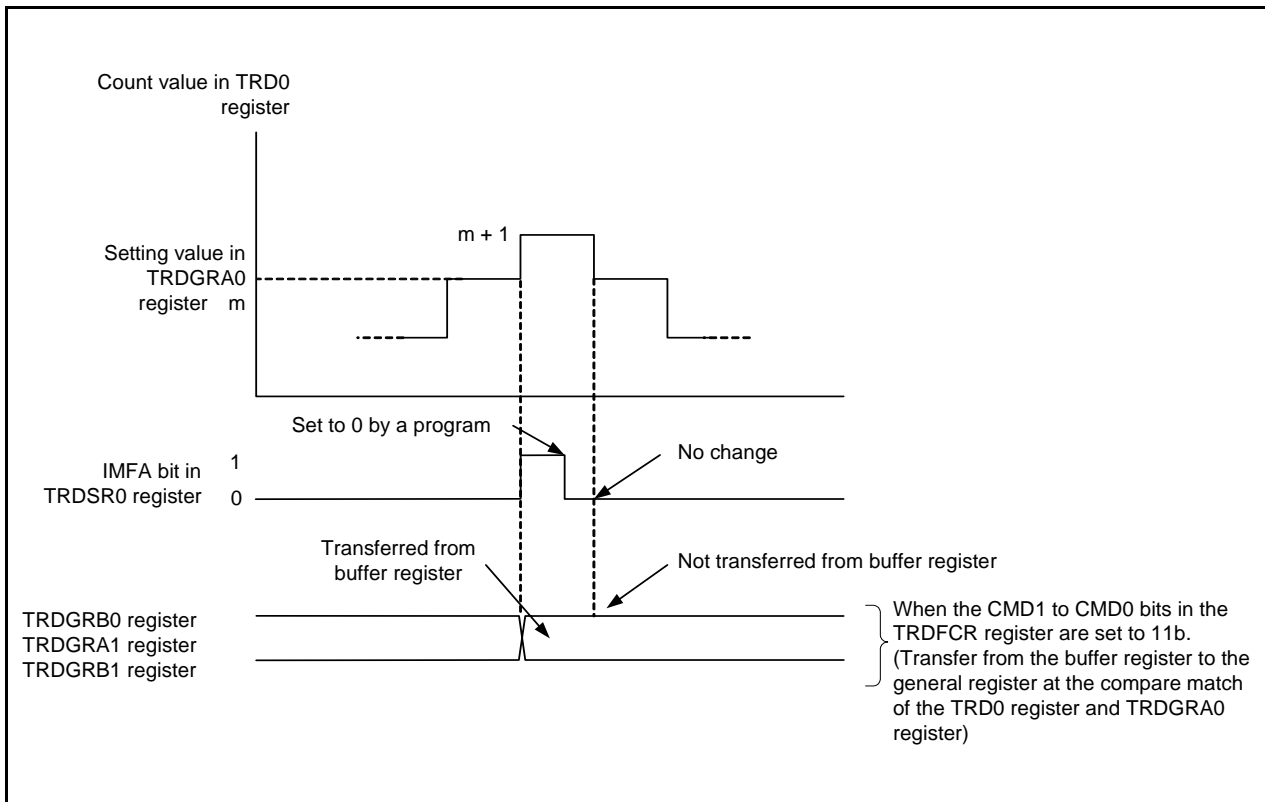 Count value in TRD0
register
m + 1
Setting value in
TRDGRA0
register m
Set to 0 by a program
No change
IMFA bit in
TRDSR0 register
1
0
Transferred from
buffer register
Not transferred from buffer register
TRDGRB0 register
TRDGRA1 register
TRDGRB1 register
When the CMD1 to CMD0 bits in the
TRDFCR register are set to 11b.
(Transfer from the buffer register to the
general register at the compare match
of the TRD0 register and TRDGRA0
register)